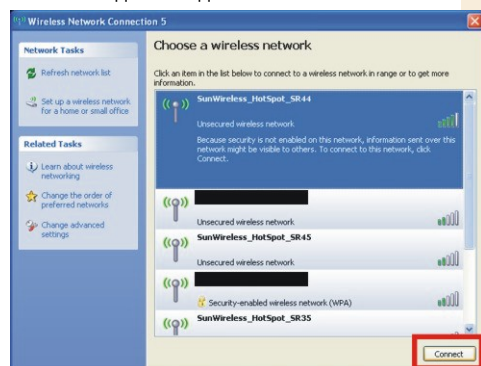 Wireless Network Connection 5
Network Tasks
Refresh network list
Set up a wireless network
for a home or small office
Related Tasks
Learn about wireless
networking
Change the order of
preferred networks
Change advanced
settings
Choose a wireless network
Click an item in the list below to connect to a wireless network in range or to get more
information.
SunWireless_HotSpot_SR44
Unsecured wireless network
Because security is not enabled on this network, information sent over this
network might be visible to others. To connect to this network, click
Connect.
Unsecured wireless network
SunWireless_HotSpot_SR45
Unsecured wireless network
Security-enabled wireless network (WPA)
SunWireless_HotSpot_SR35
Connect